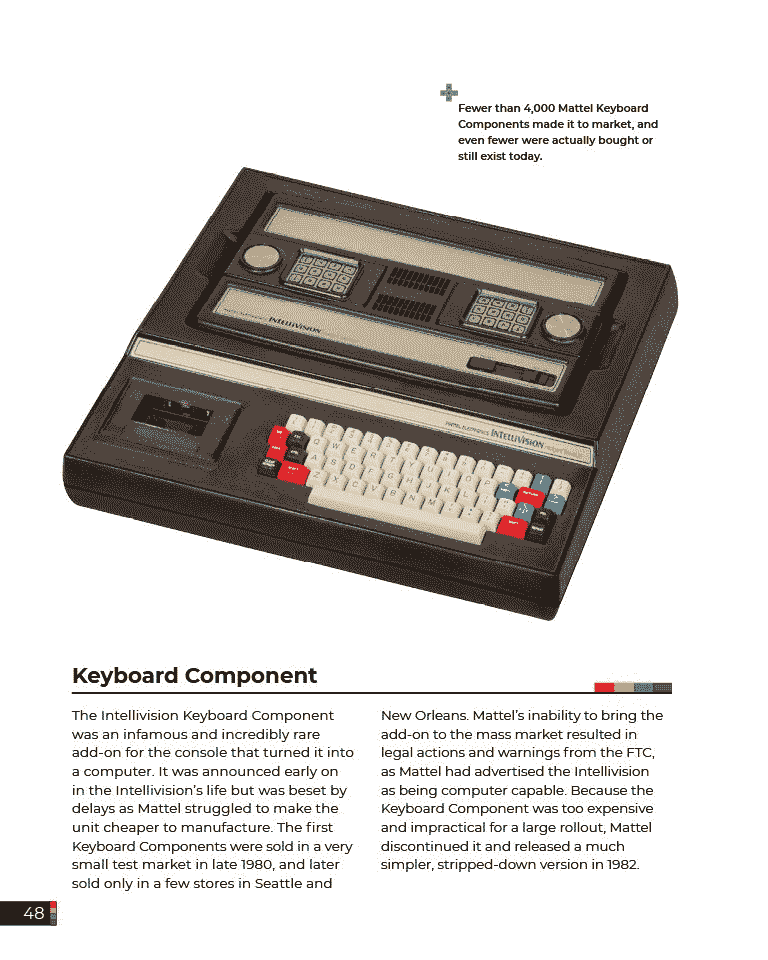 Fewer than 4,000 Mattel Keyboard
Components made it to market, and
even fewer were actually bought or
still exist today.
INTELLIVISION
MATTEL ELECTRONICS INTELLIVISION
Keyboard Component
The Intellivision Keyboard Component
was an infamous and incredibly rare
add-on for the console that turned it into
a computer. It was announced early on
in the Intellivision’s life but was beset by
delays as Mattel struggled to make the
unit cheaper to manufacture. The first
Keyboard Components were sold in a very
small test market in late 1980, and later
sold only in a few stores in Seattle and
New Orleans. Mattel’s inability to bring the
add-on to the mass market resulted in
legal actions and warnings from the FTC,
as Mattel had advertised the Intellivision
as being computer capable. Because the
Keyboard Component was too expensive
and impractical for a large rollout, Mattel
discontinued it and released a much
simpler, stripped-down version in 1982.
48